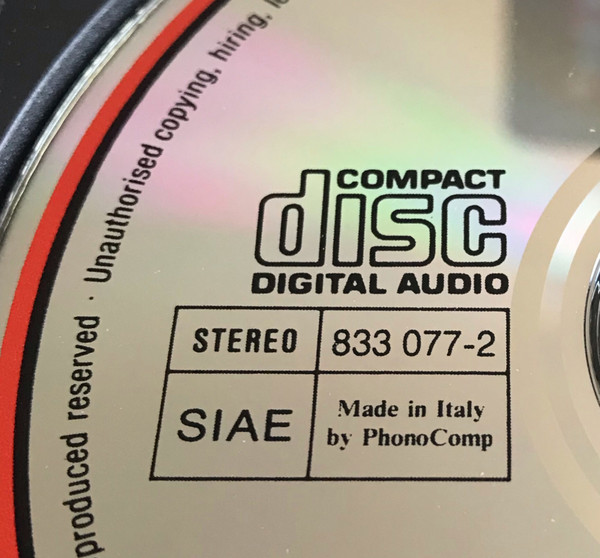 produced reserved · Unauthorised copying, hiring,
COMPACT
disc
DIGITAL AUDIO
STEREO
833 077-2
SIAE
Made in Italy
by PhonoComp